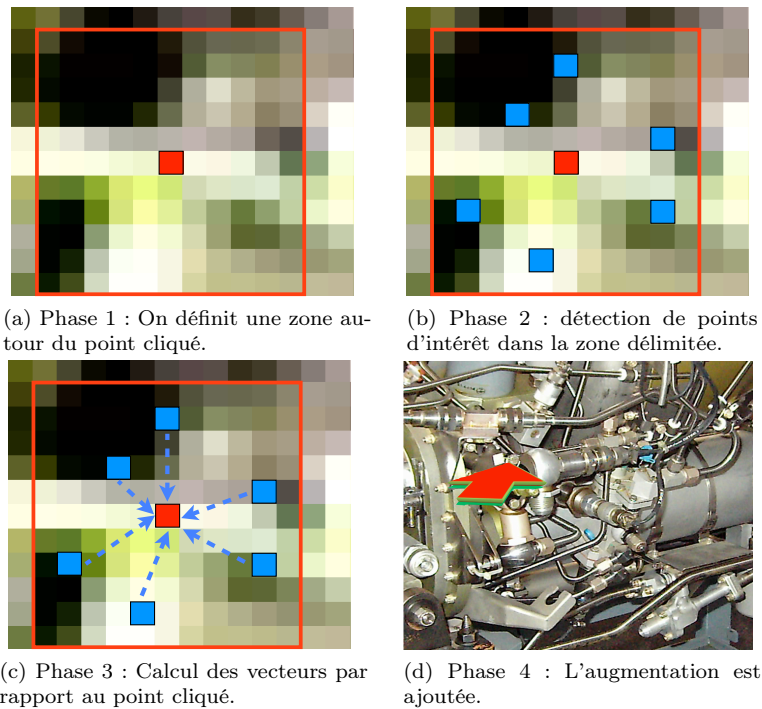 (a) Phase 1 : On définit une zone au-
tour du point cliqué.
(b) Phase 2 : détection de points
d'intérêt dans la zone délimitée.
(c) Phase 3 : Calcul des vecteurs par
rapport au point cliqué.
(d) Phase 4 : L'augmentation est
ajoutée.